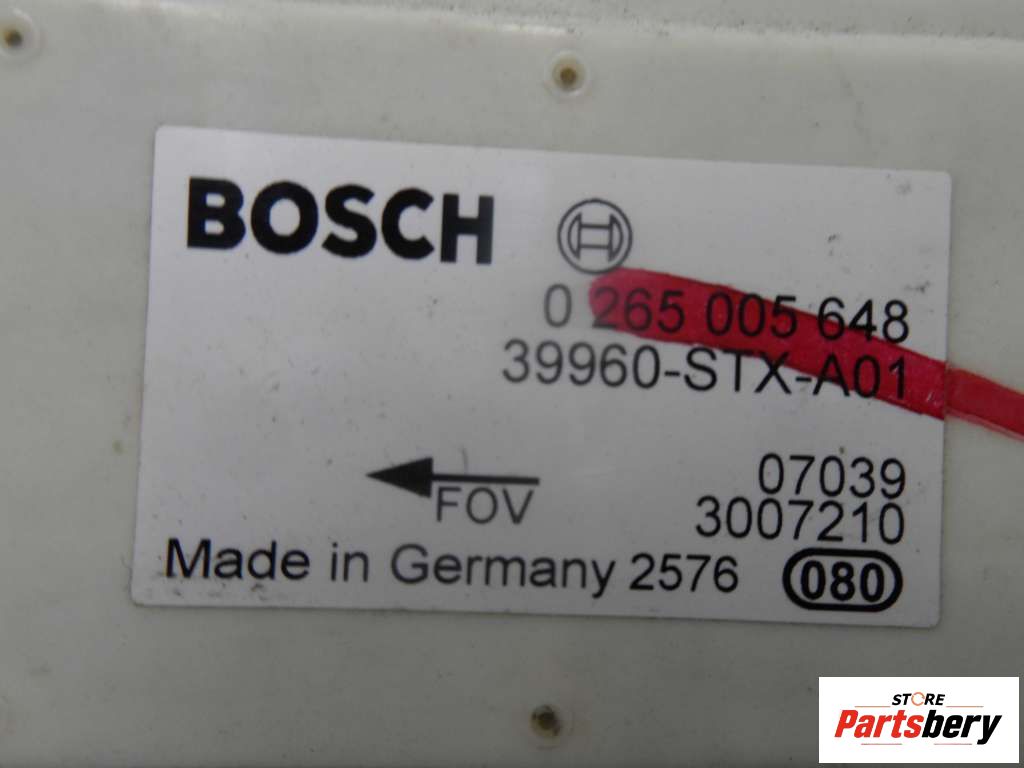 BOSCH
0 265 005 648
39960-STX-A01
FOV
07039
3007210
Made in Germany 2576 080
STORE
Partsbery